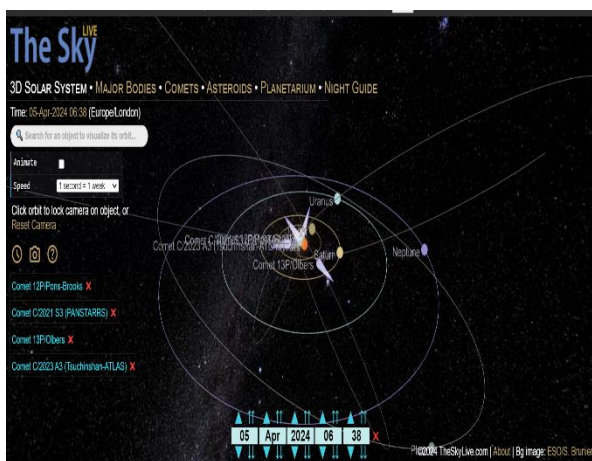 The Sky LIVE
3D SOLAR SYSTEM • MAJOR BODIES • COMETS • ASTEROIDS • PLANETARIUM • NIGHT GUIDE
Time: 05-Apr-2024 06:38 (Europe/London)
Search for an object to visualize its orbit...
Animate
Speed 1 second = 1 week
Click orbit to lock camera on object, or
Reset Camera
Comet 12P/Pons-Brooks X
Comet C/2021 S3 (PANSTARRS) X
Comet 13P/Olbers X
Comet C/2023 A3 (Tsuchinshan-ATLAS) X
Uranus
Comet C/2023 A3 (Tsuchinshan-
Saturn
Neptune
Comet 13P/Olbers
05 Apr 2024 06 38 X
©2024 TheSkyLive.com | About | Bg image: ESO/S. Brunier